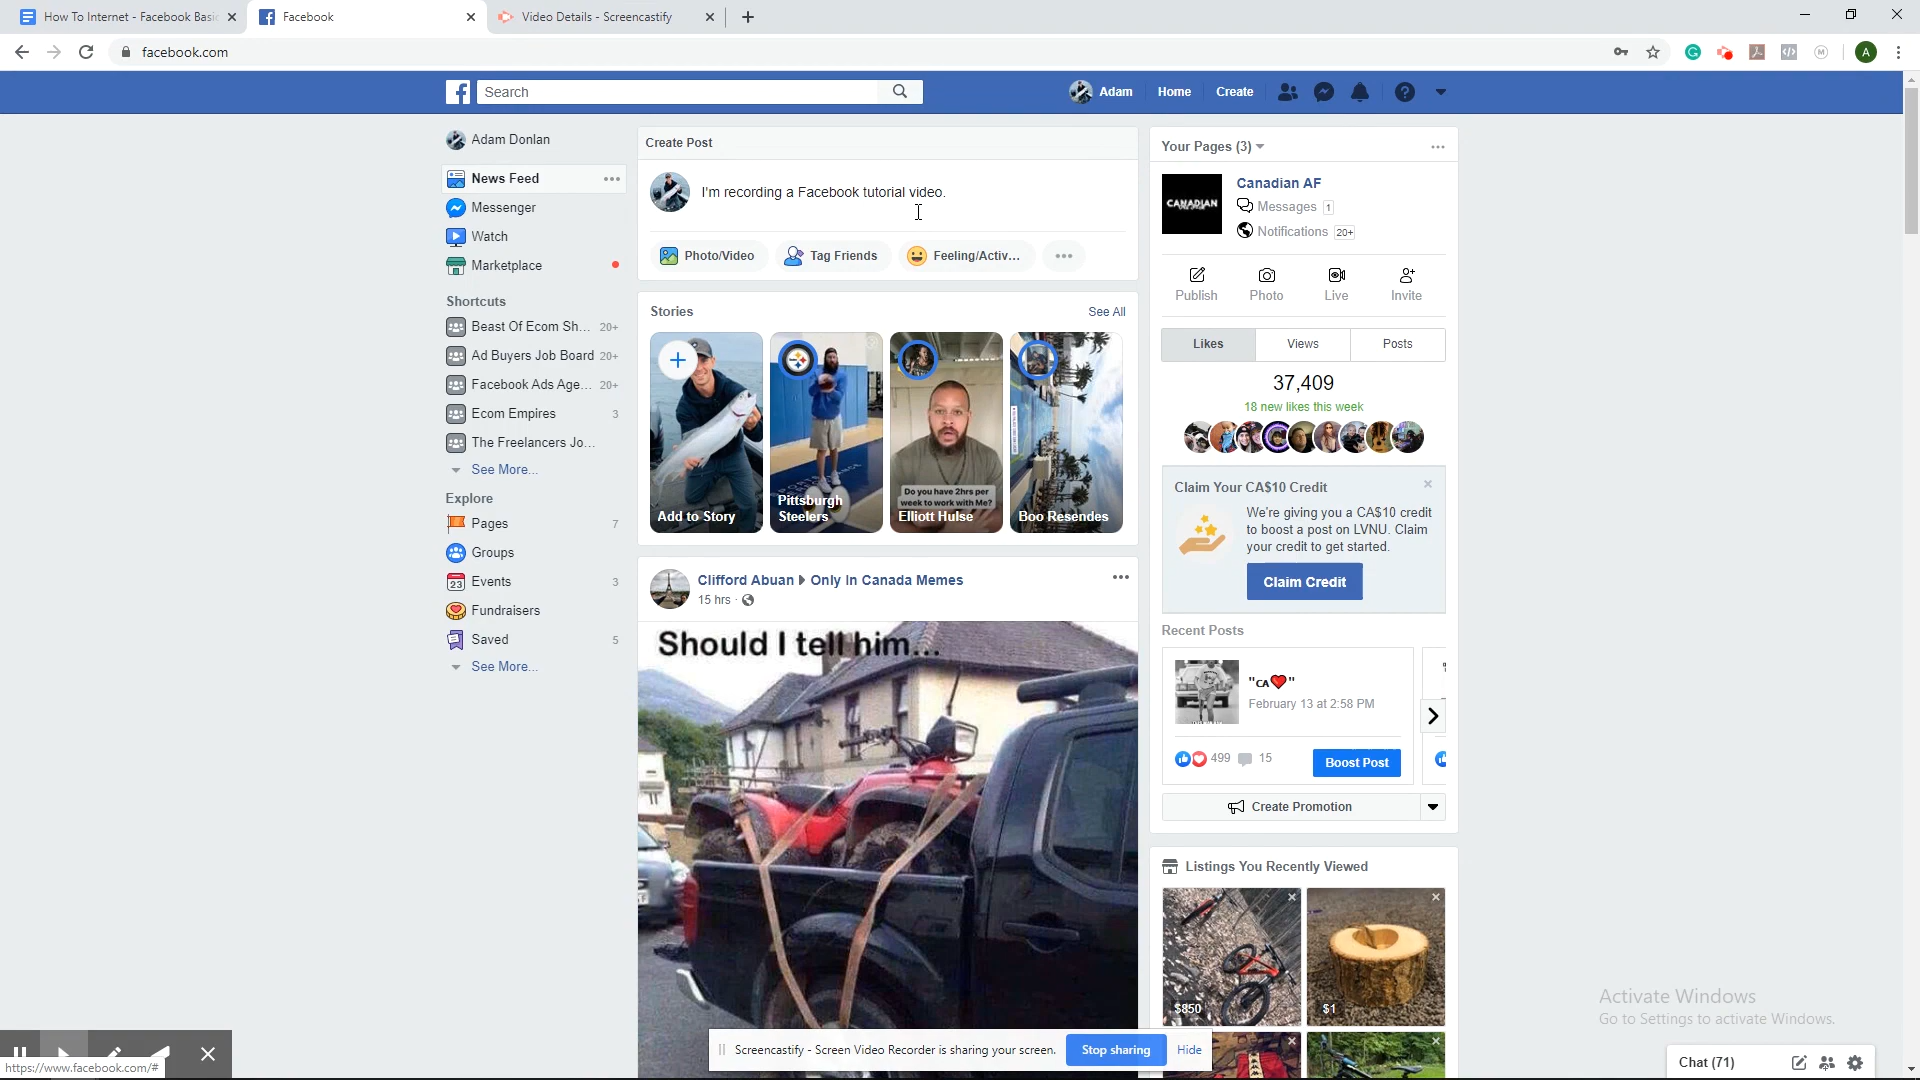 How To Internet - Facebook Basi
Facebook
Video Details - Screencastify
facebook.com
A
Search
Adam
Home
Create
Adam Donlan
News Feed
Messenger
Watch
Marketplace
Shortcuts
Beast Of Ecom Sh... 20+
Ad Buyers Job Board 20+
Facebook Ads Age... 20+
Ecom Empires 3
The Freelancers Jo...
See More...
Explore
Pages 7
Groups
23 Events 3
Fundraisers
Saved 5
See More...
Create Post
I'm recording a Facebook tutorial video.
Photo/Video
Tag Friends
Feeling/Activ...
Stories
See All
Add to Story
Pittsburgh
Steelers
Do you have 2hrs per
week to work with Me?
Elliott Hulse
Boo Resendes
Clifford Abuan ▶ Only In Canada Memes
15 hrs ·
Should I tell him...
Your Pages (3)
CANADIAN
Canadian AF
Messages 1
Notifications 20+
Publish
Photo
Live
Invite
Likes
Views
Posts
37,409
18 new likes this week
Claim Your CA$10 Credit
We're giving you a CA$10 credit
to boost a post on LVNU. Claim
your credit to get started.
Claim Credit
Recent Posts
"CA❤️"
February 13 at 2:58 PM
499
15
Boost Post
Create Promotion
Listings You Recently Viewed
$850
$1
Activate Windows
Go to Settings to activate Windows.
Screencastify - Screen Video Recorder is sharing your screen.
Stop sharing
Hide
Chat (71)
https://www.facebook.com/#